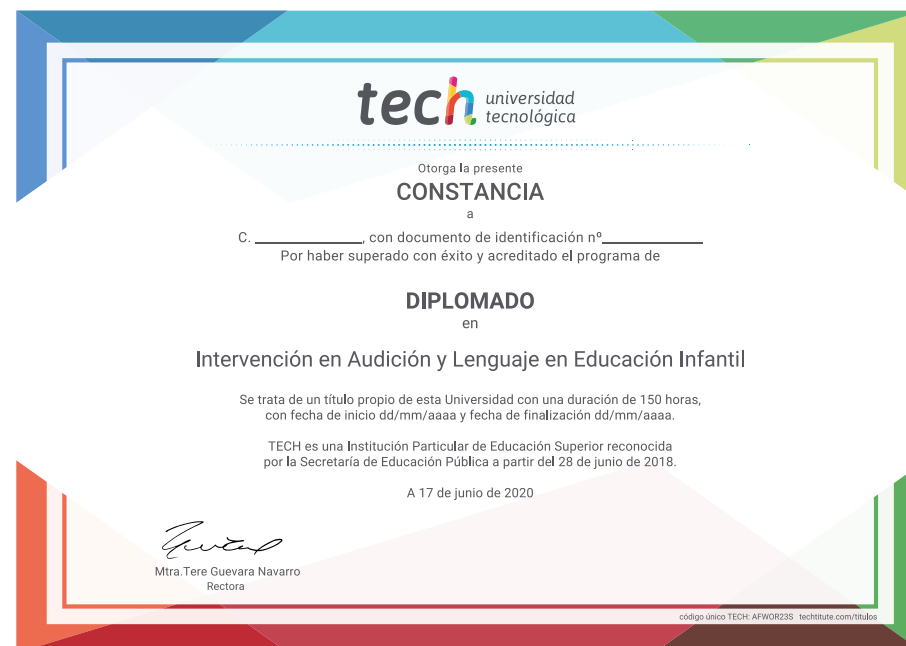 tech universidad
tecnológica
Otorga la presente
CONSTANCIA
a
C. ____________, con documento de identificación nº____________
Por haber superado con éxito y acreditado el programa de
DIPLOMADO
en
Intervención en Audición y Lenguaje en Educación Infantil
Se trata de un título propio de esta Universidad con una duración de 150 horas,
con fecha de inicio dd/mm/aaaa y fecha de finalización dd/mm/aaaa.
TECH es una Institución Particular de Educación Superior reconocida
por la Secretaría de Educación Pública a partir del 28 de junio de 2018.
A 17 de junio de 2020
Mtra.Tere Guevara Navarro
Rectora
código único TECH: AFWOR23S techtitute.com/titulos